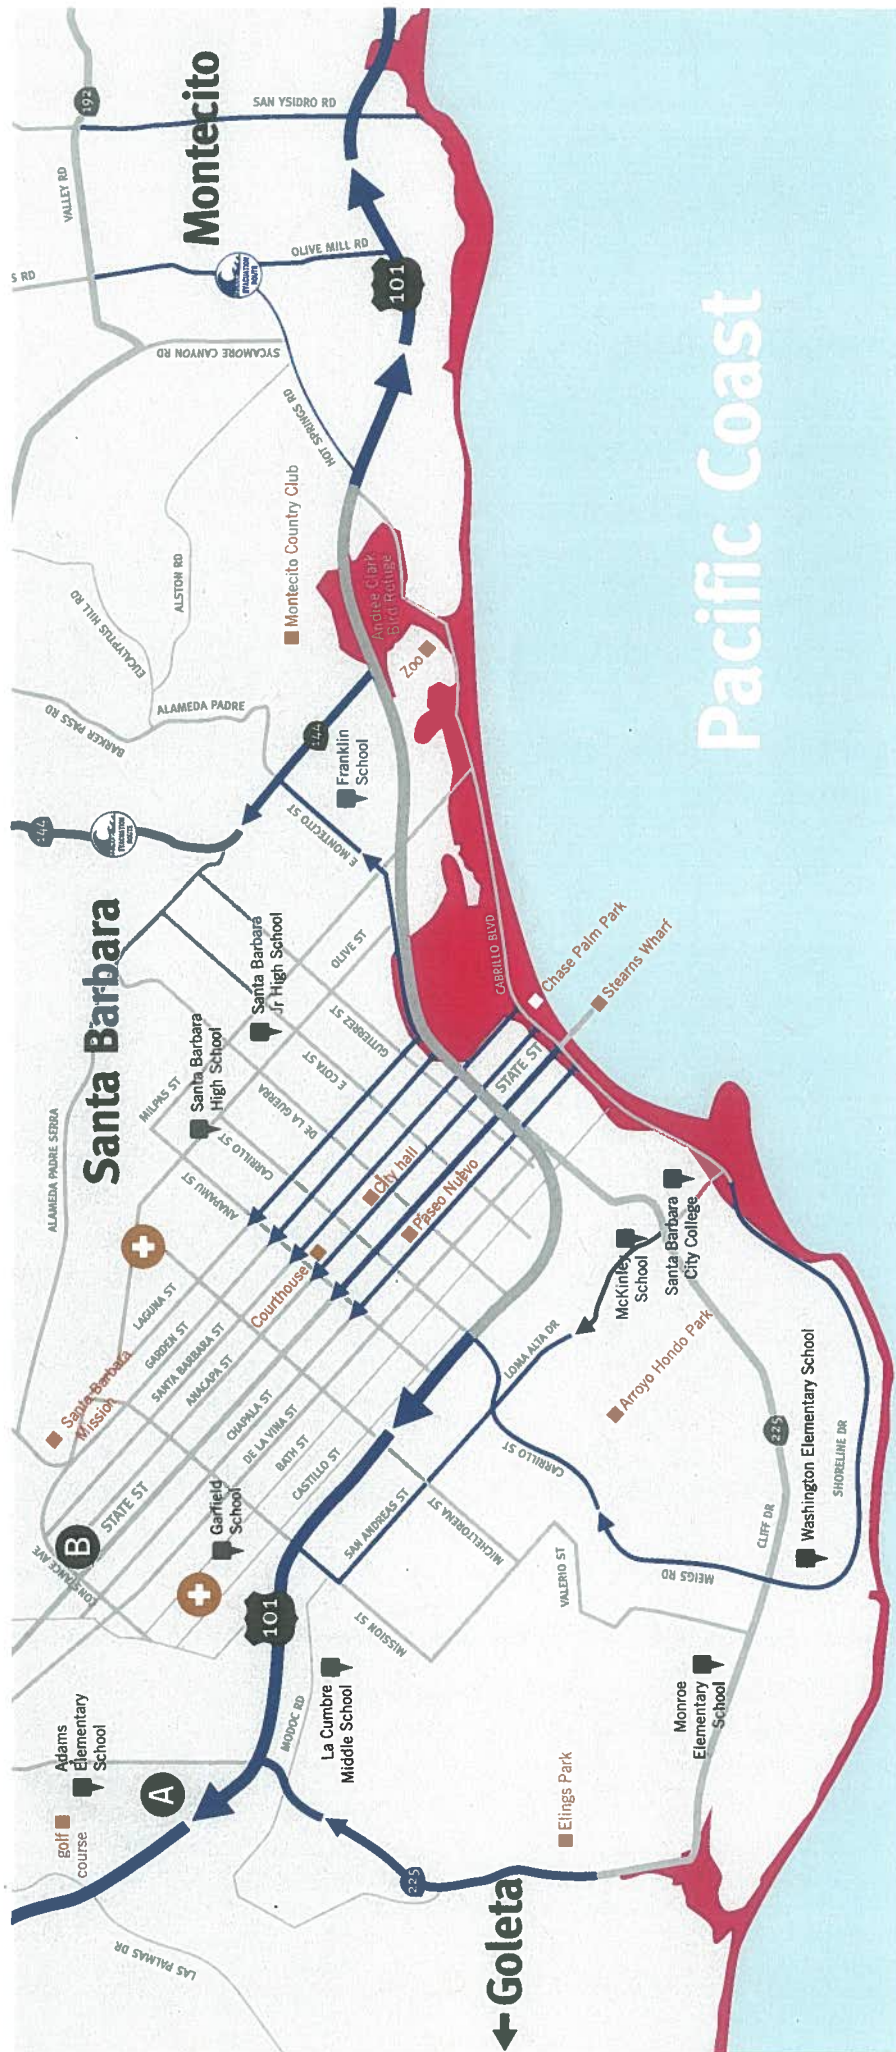 Santa Barbara
Montecito
← Goleta
Pacific Coast
192
VALLEY RD
SAN YSIDRO RD
S RD
OLIVE MILL RD
EVACUATION
ROUTE
101
SYCAMORE CANYON RD
HOT SPRINGS RD
Montecito Country Club
ALSTON RD
EUCALYPTUS HILL RD
BARKER PASS RD
ALAMEDA PADRE
Andree Clark
Bird Refuge
Zoo
144
Franklin
School
144
EVACUATION
ROUTE
E MONTECITO ST
Santa Barbara
Jr High School
OLIVE ST
GUTIERREZ ST
E COTA ST
DE LA GUERRA
CARRILLO ST
ANAPAMU ST
MILPAS ST
Santa Barbara
High School
ALAMEDA PADRE SERRA
CABRILLO BLVD
Chase Palm Park
Stearns Wharf
STATE ST
City hall
Paseo Nuevo
Courthouse
LAGUNA ST
GARDEN ST
SANTA BARBARA ST
ANACAPA ST
Santa Barbara
Mission
STATE ST
CHAPALA ST
DE LA VINA ST
BATH ST
CASTILLO ST
B
Garfield
School
CONSTANCE AVE
101
SAN ANDREAS ST
MICHELTORENA ST
MISSION ST
MODOC RD
La Cumbre
Middle School
Adams
Elementary
School
A
golf
course
LAS PALMAS DR
225
Elings Park
Monroe
Elementary
School
VALERIO ST
MEIGS RD
CLIFF DR
225
Washington Elementary School
SHORELINE DR
CARRILLO ST
LOMA ALTA DR
Arroyo Hondo Park
McKinley
School
Santa Barbara
City College